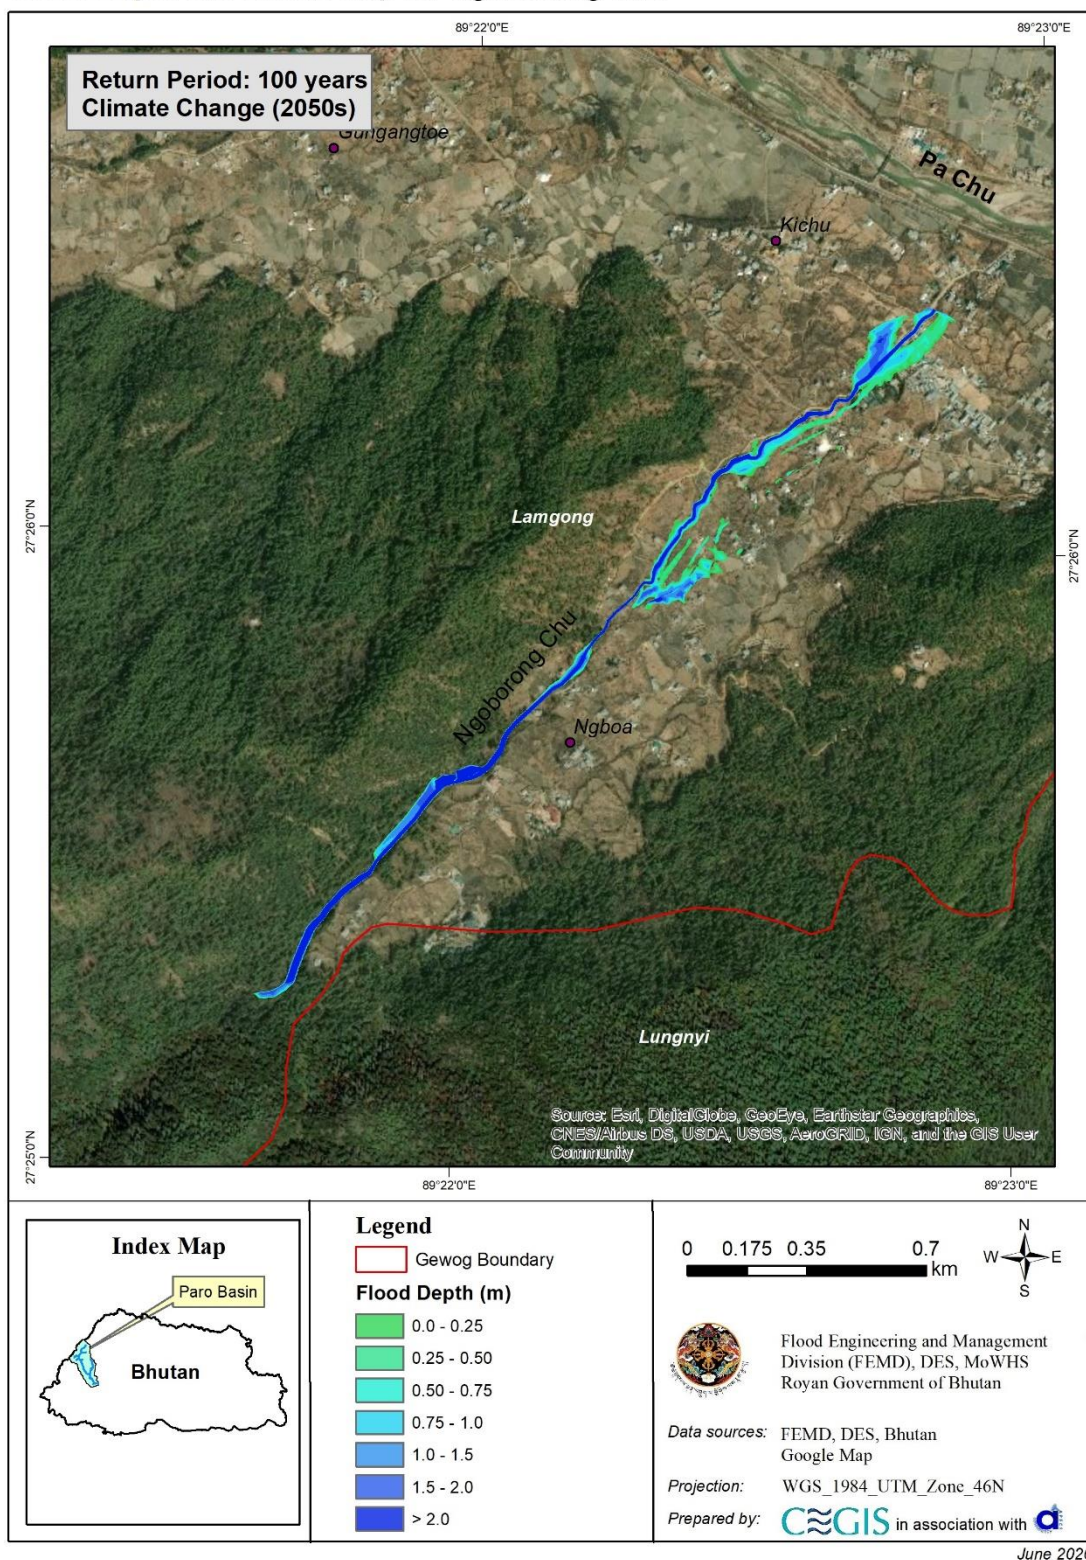 89°22'0"E
89°23'0"E
Return Period: 100 years
Climate Change (2050s)
Gungangtoe
Pa Chu
Kichu
27°26'0"N
27°26'0"N
Lamgong
Ngoborong Chu
Ngboa
Lungnyi
Source: Esri, DigitalGlobe, GeoEye, Earthstar Geographics,
CNES/Airbus DS, USDA, USGS, AeroGRID, IGN, and the GIS User
Community
27°25'0"N
89°22'0"E
89°23'0"E
Index Map
Paro Basin
Bhutan
Legend
Gewog Boundary
Flood Depth (m)
0.0 - 0.25
0.25 - 0.50
0.50 - 0.75
0.75 - 1.0
1.0 - 1.5
1.5 - 2.0
> 2.0
0 0.175 0.35 0.7
km
N
W E
S
Flood Engineering and Management
Division (FEMD), DES, MoWHS
Royan Government of Bhutan
Data sources: FEMD, DES, Bhutan
Google Map
Projection: WGS_1984_UTM_Zone_46N
Prepared by: CEGIS in association with
June 2020